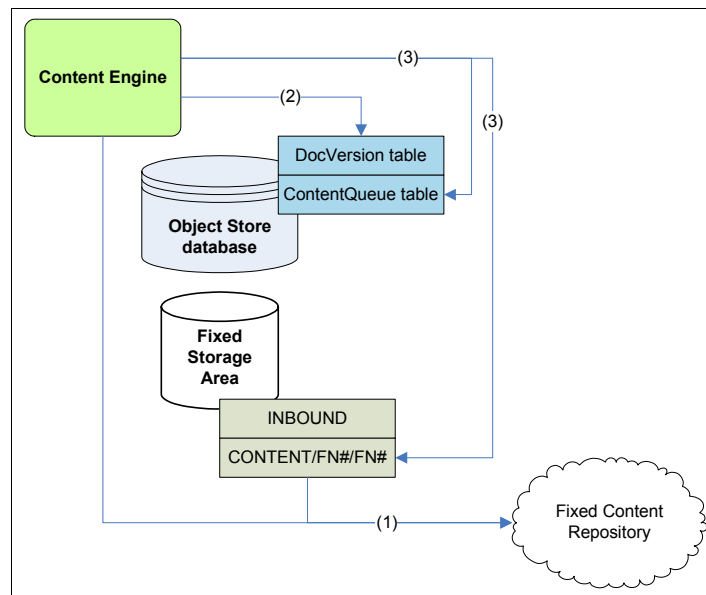 Content Engine
(3)
(2)
(3)
DocVersion table
ContentQueue table
Object Store
database
Fixed
Storage
Area
INBOUND
CONTENT/FN#/FN#
(1)
Fixed Content
Repository